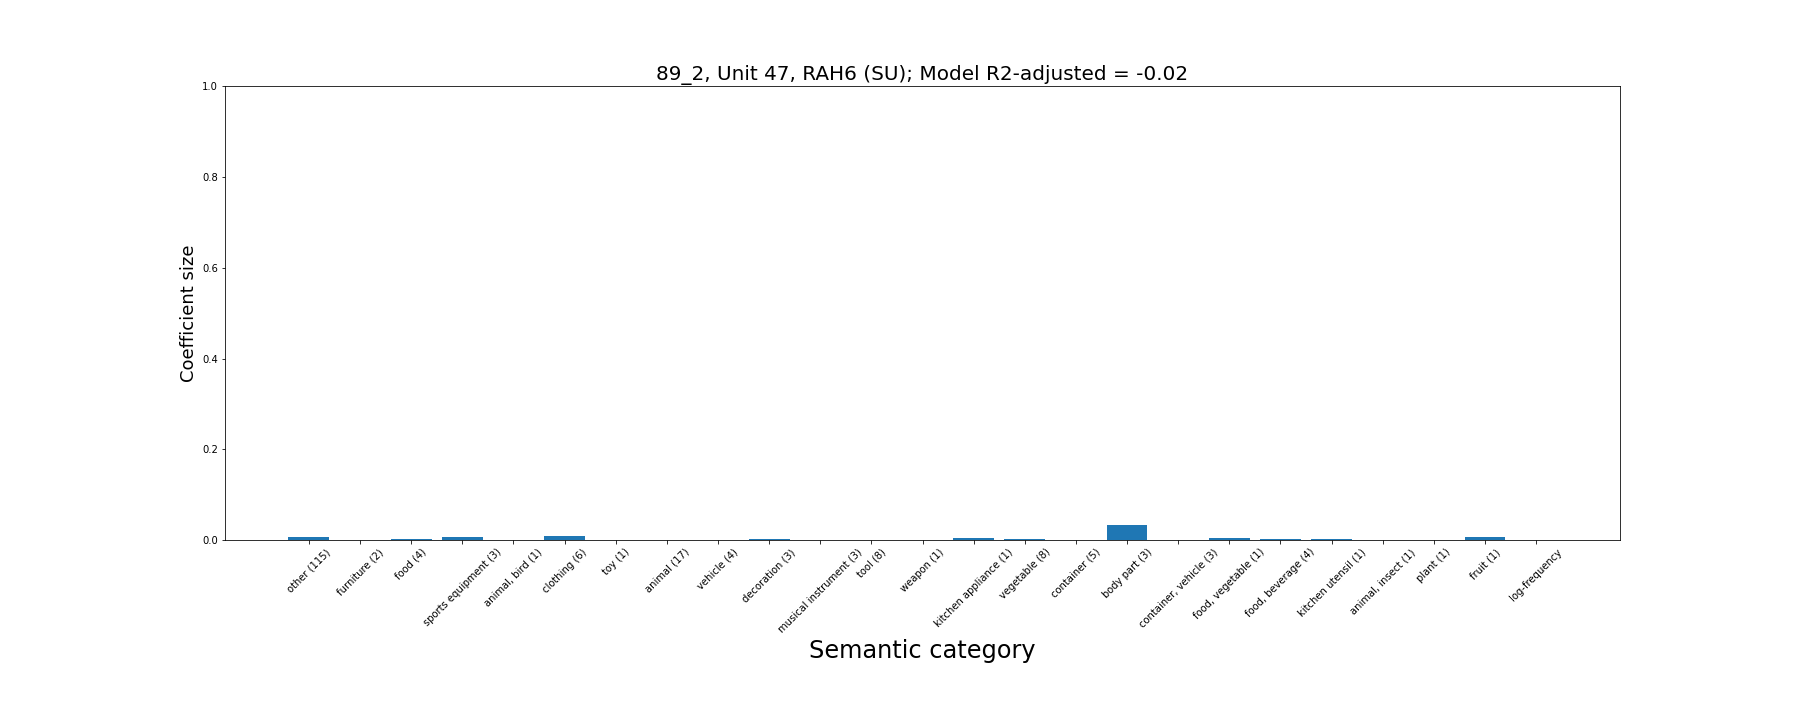 89_2, Unit 47, RAH6 (SU); Model R2-adjusted = -0.02
Coefficient size
1.0
0.8
0.6
0.4
0.2
0.0
other (115)
furniture (2)
food (4)
sports equipment (3)
animal, bird (1)
clothing (6)
toy (1)
animal (17)
vehicle (4)
decoration (3)
musical instrument (3)
tool (8)
weapon (1)
kitchen appliance (1)
vegetable (8)
container (5)
body part (3)
container, vehicle (3)
food, vegetable (1)
food, beverage (4)
kitchen utensil (1)
animal, insect (1)
plant (1)
fruit (1)
log-frequency
Semantic category